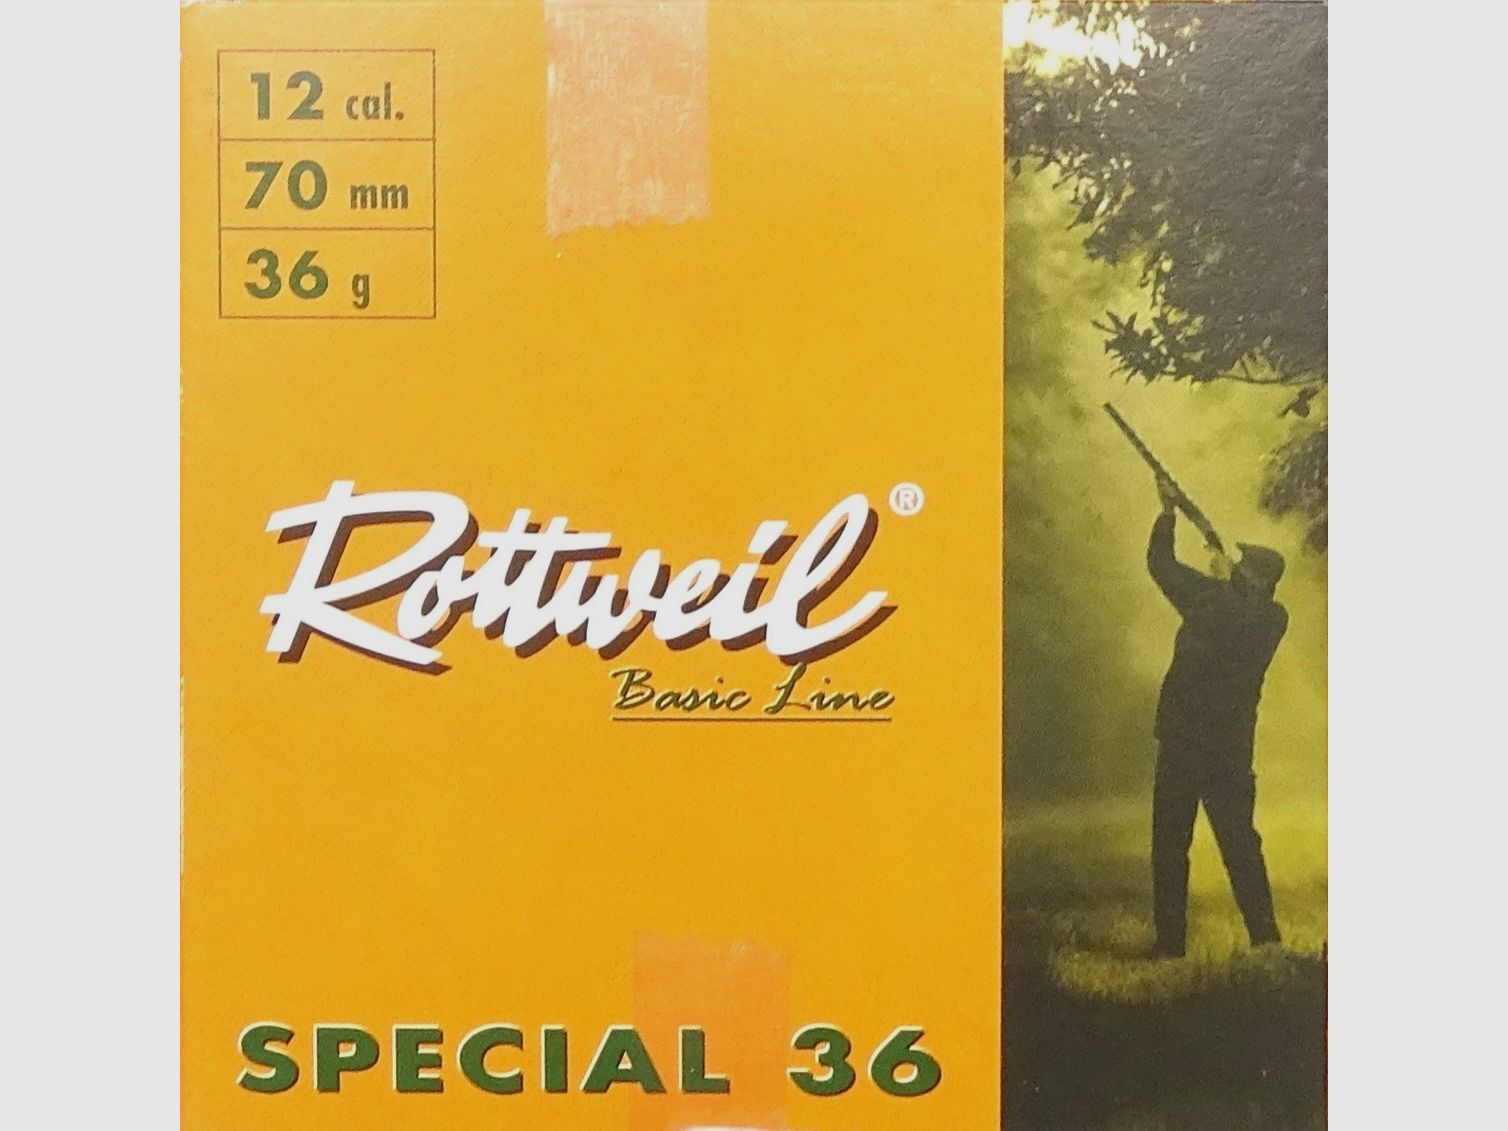 12 cal.
70 mm
36 g
Rottweil®
Basic Line
SPECIAL 36